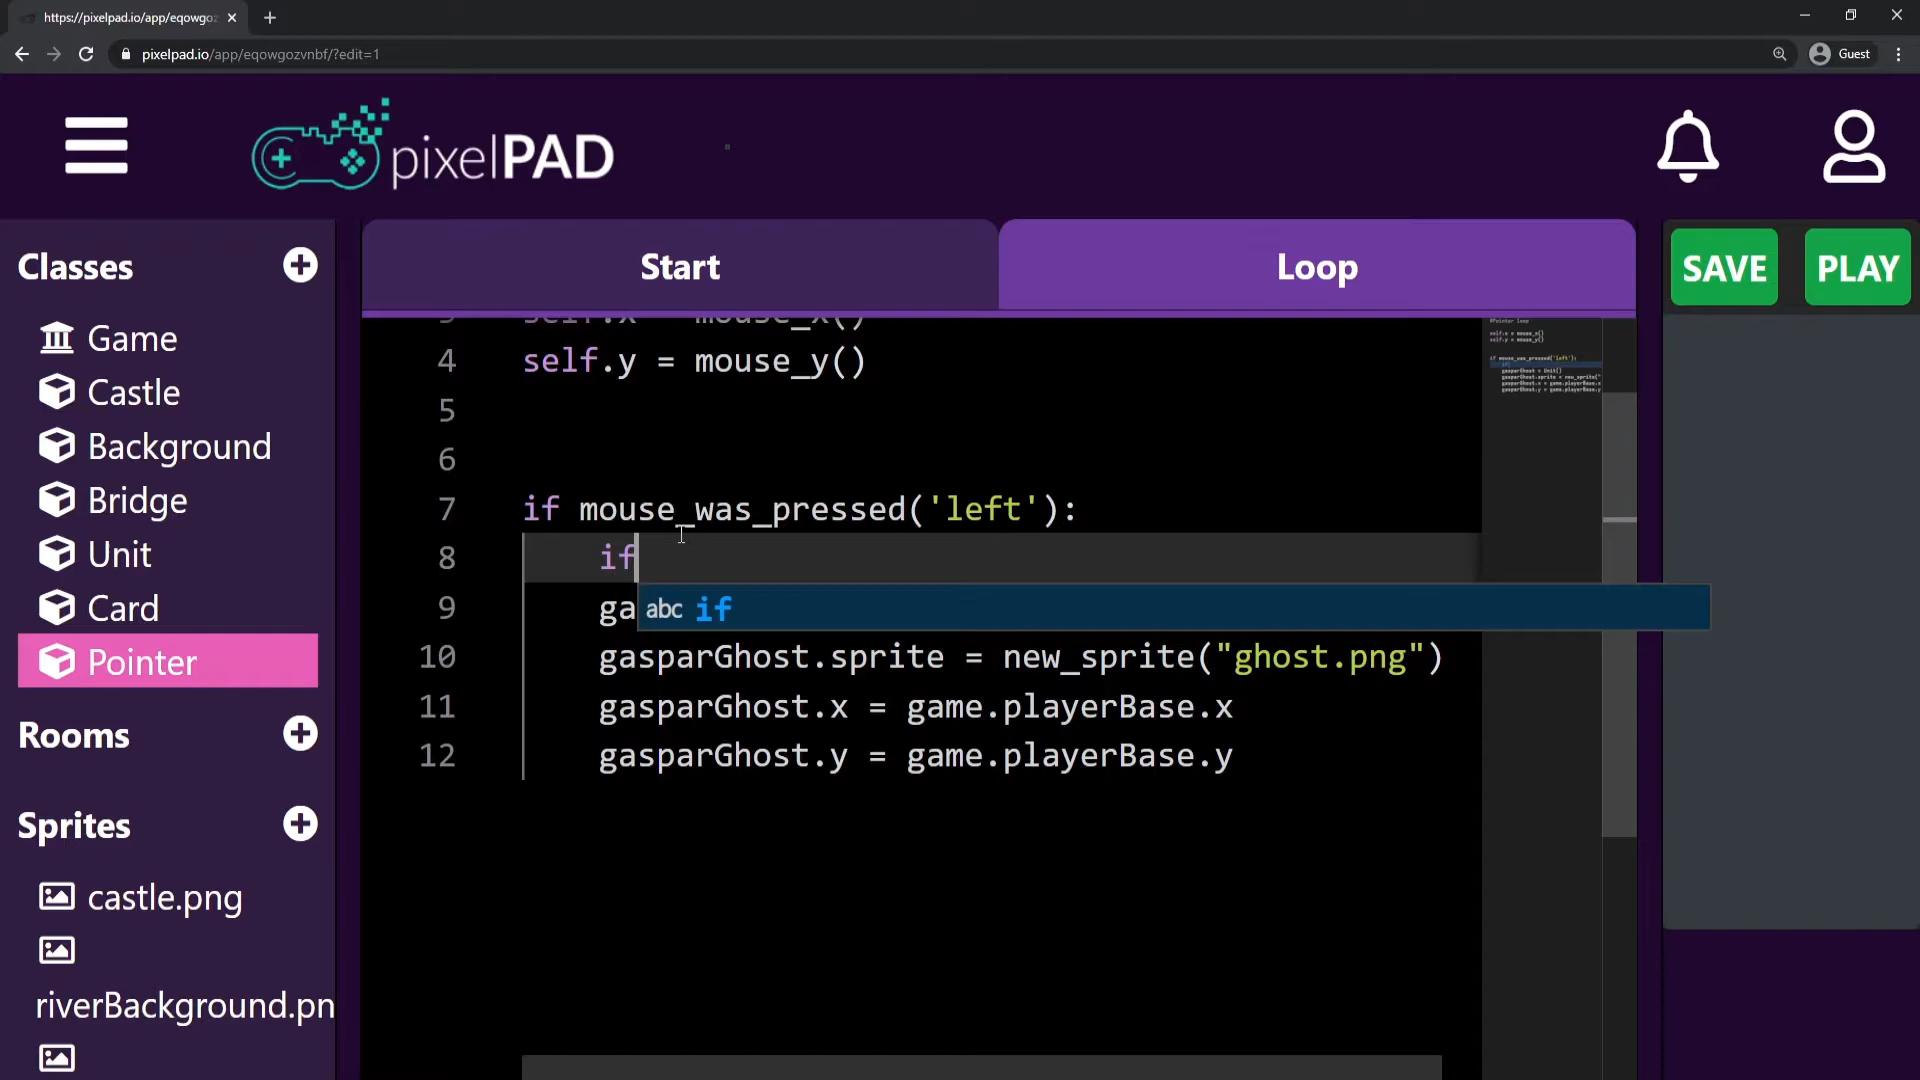 https://pixelpad.io/app/eqowgoz
pixelpad.io/app/eqowgozvnbf/?edit=1
Guest
pixelPAD
Classes
Game
Castle
Background
Bridge
Unit
Card
Pointer
Rooms
Sprites
castle.png
riverBackground.pn
Start
Loop
SAVE
PLAY
4 self.y = mouse_y()
5
6
7 if mouse_was_pressed('left'):
8 if
abc if
9 ga
10 gasparGhost.sprite = new_sprite("ghost.png")
11 gasparGhost.x = game.playerBase.x
12 gasparGhost.y = game.playerBase.y